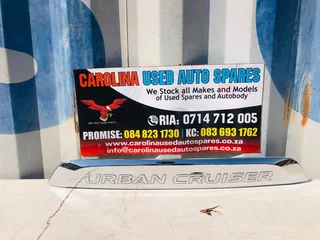 CAROLINA USED AUTO SPARES
We Stock all Makes and Models
of Used Spares and Autobody
RIA: 0714 712 005
PROMISE: 084 823 1730 | KC: 083 693 1762
www.carolinausedautospares.co.za
info@carolinausedautospares.co.za
URBAN CRUISER